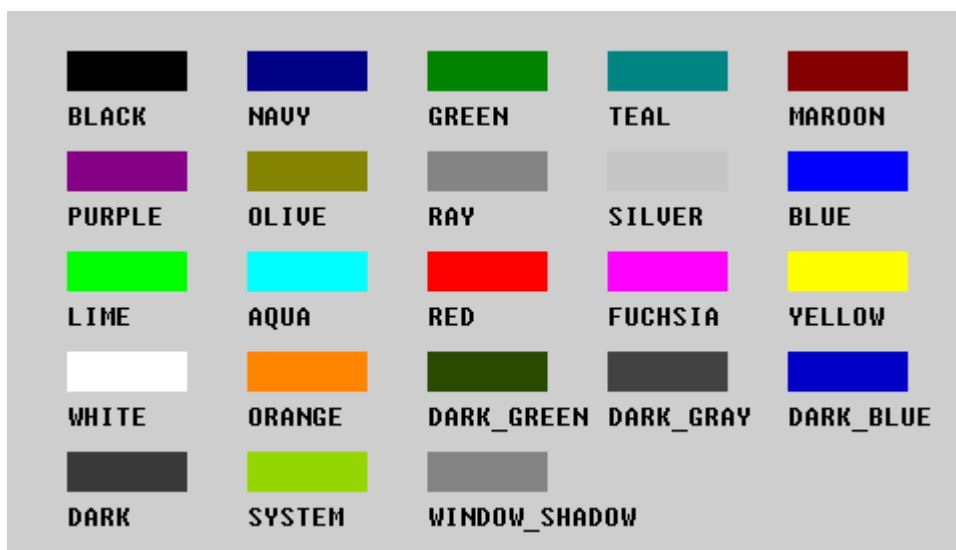 BLACK NAVY GREEN TEAL MAROON
PURPLE OLIVE RAY SILVER BLUE
LIME AQUA RED FUCHSIA YELLOW
WHITE ORANGE DARK_GREEN DARK_GRAY DARK_BLUE
DARK SYSTEM WINDOW_SHADOW